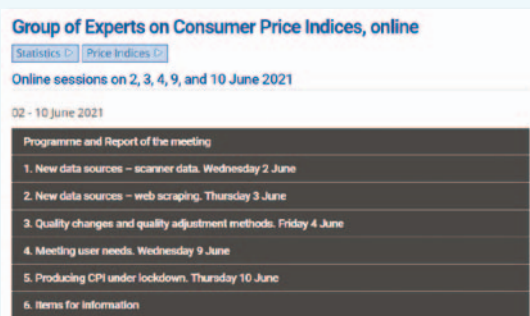 Group of Experts on Consumer Price Indices, online
Statistics ▷ Price Indices ▷
Online sessions on 2, 3, 4, 9, and 10 June 2021
02 - 10 June 2021
Programme and Report of the meeting
1. New data sources – scanner data. Wednesday 2 June
2. New data sources – web scraping. Thursday 3 June
3. Quality changes and quality adjustment methods. Friday 4 June
4. Meeting user needs. Wednesday 9 June
5. Producing CPI under lockdown. Thursday 10 June
6. Items for information